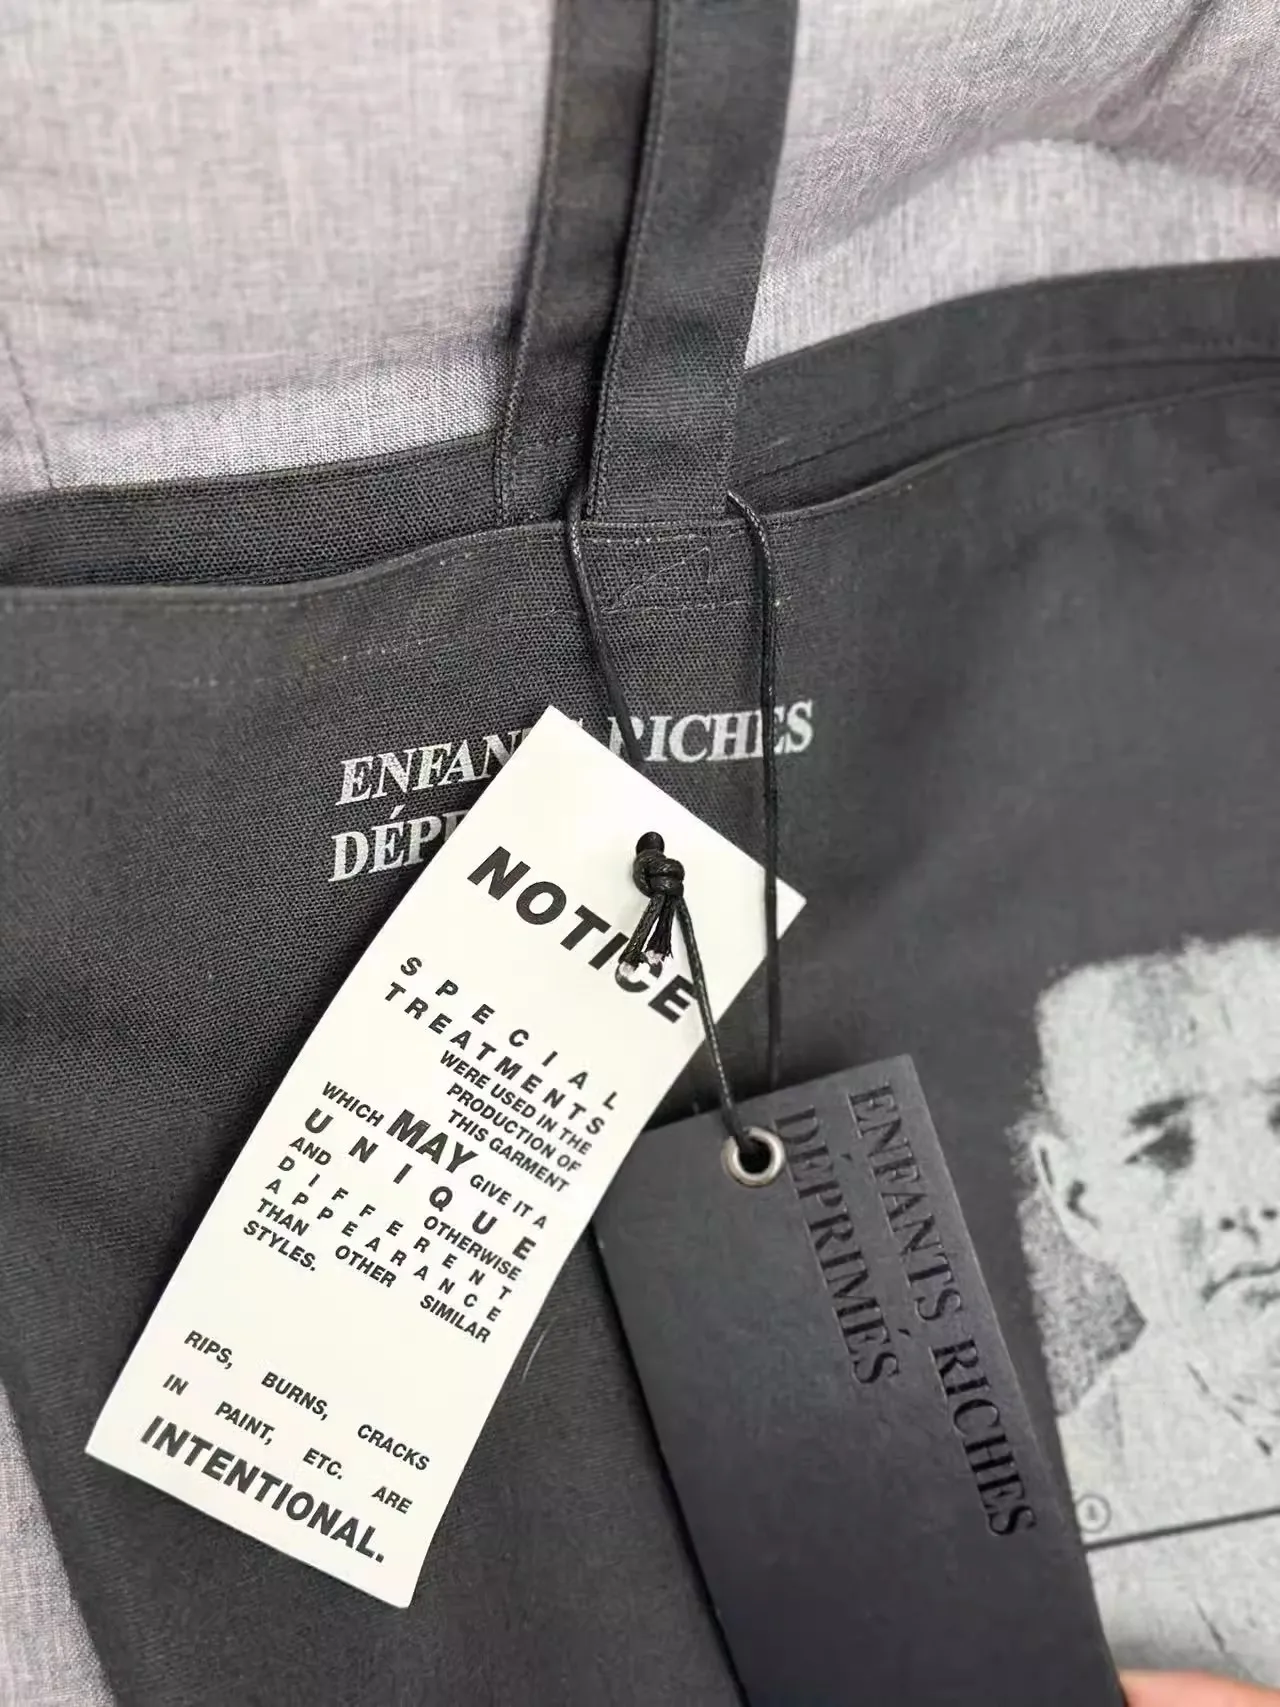 ENFANTS RICHES
NOTICE
SPECIAL
TREATMENTS
WERE USED IN THE
PRODUCTION OF
THIS GARMENT
WHICH MAY GIVE IT A
UNIQUE
AND OTHERWISE
DIFFERENT
APPEARANCE
THAN OTHER SIMILAR
STYLES.
RIPS, BURNS, CRACKS
IN PAINT, ETC. ARE
INTENTIONAL.
ENFANTS RICHES
DÉPRIMÉS